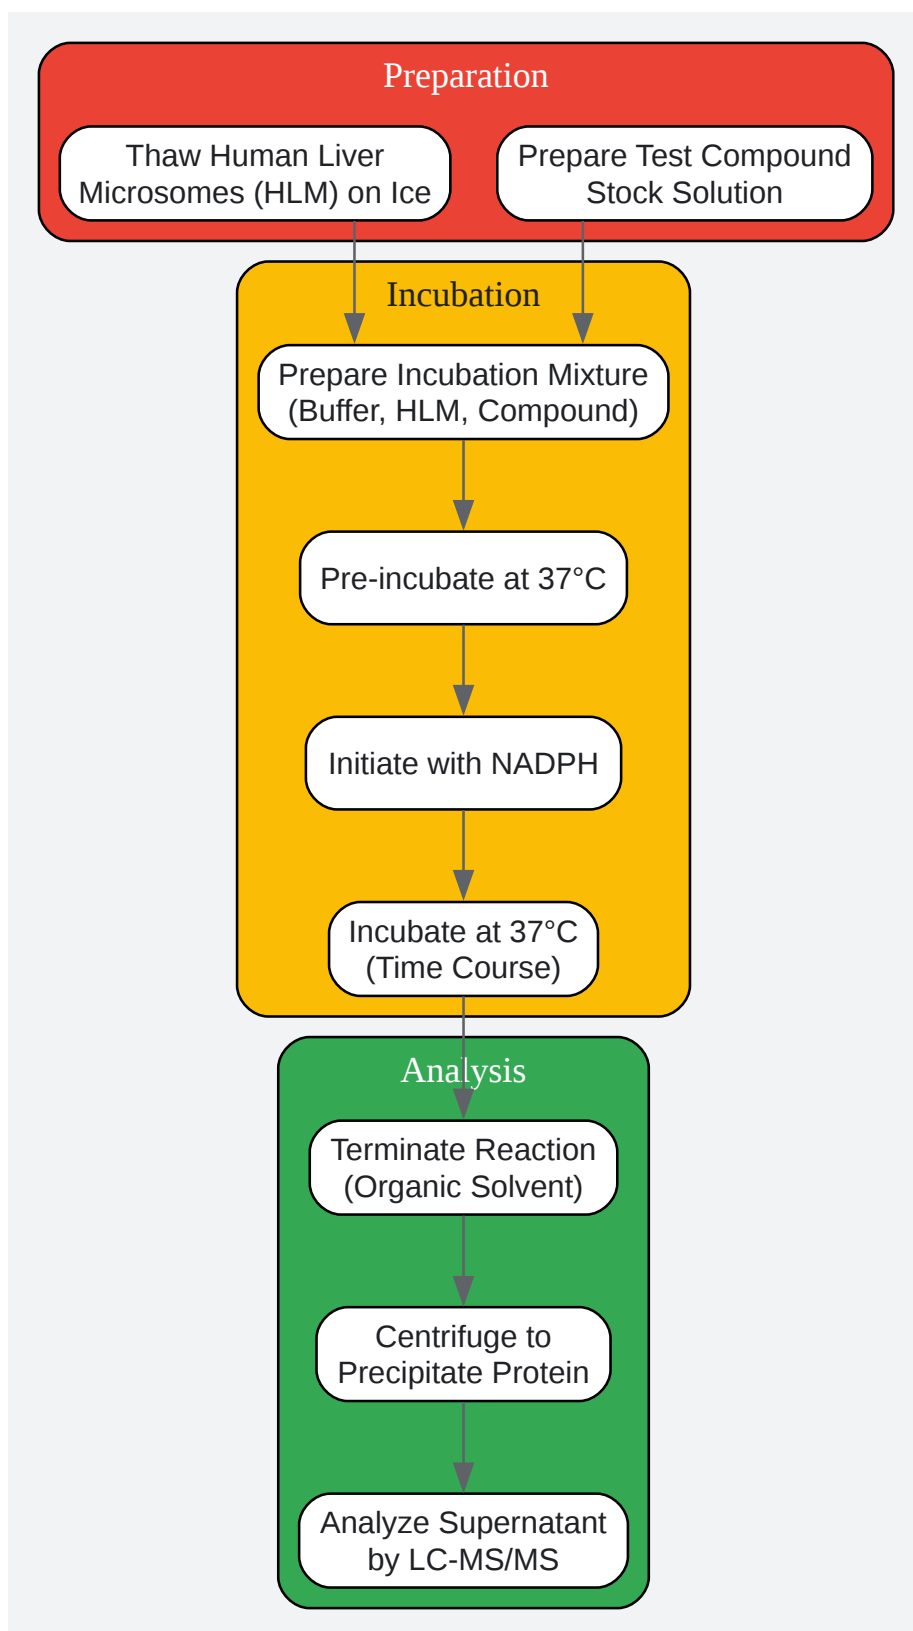 Preparation
Thaw Human Liver
Microsomes (HLM) on Ice
Prepare Test Compound
Stock Solution
Incubation
Prepare Incubation Mixture
(Buffer, HLM, Compound)
Pre-incubate at 37°C
Initiate with NADPH
Incubate at 37°C
(Time Course)
Analysis
Terminate Reaction
(Organic Solvent)
Centrifuge to
Precipitate Protein
Analyze Supernatant
by LC-MS/MS